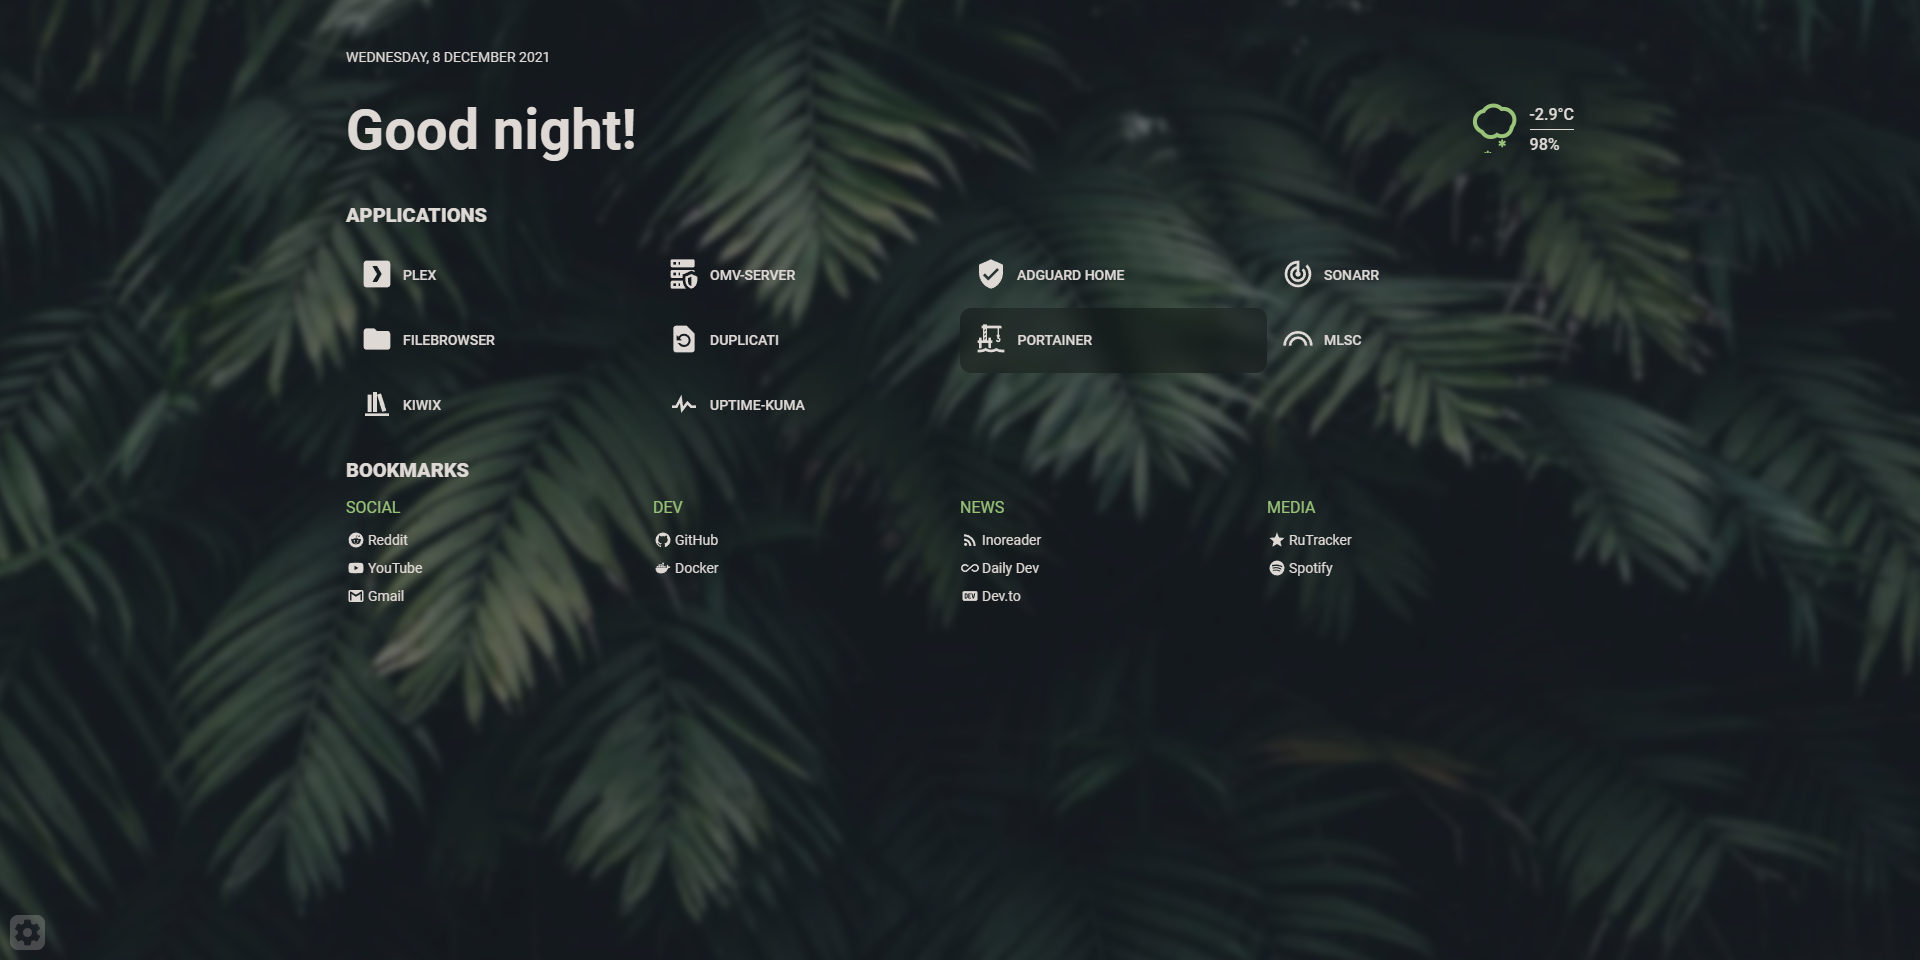 WEDNESDAY, 8 DECEMBER 2021
Good night!
-2.9°C
98%
APPLICATIONS
PLEX
OMV-SERVER
ADGUARD HOME
SONARR
FILEBROWSER
DUPLICATI
PORTAINER
MLSC
KIWIX
UPTIME-KUMA
BOOKMARKS
SOCIAL
Reddit
YouTube
Gmail
DEV
GitHub
Docker
NEWS
Inoreader
Daily Dev
DEV Dev.to
MEDIA
RuTracker
Spotify